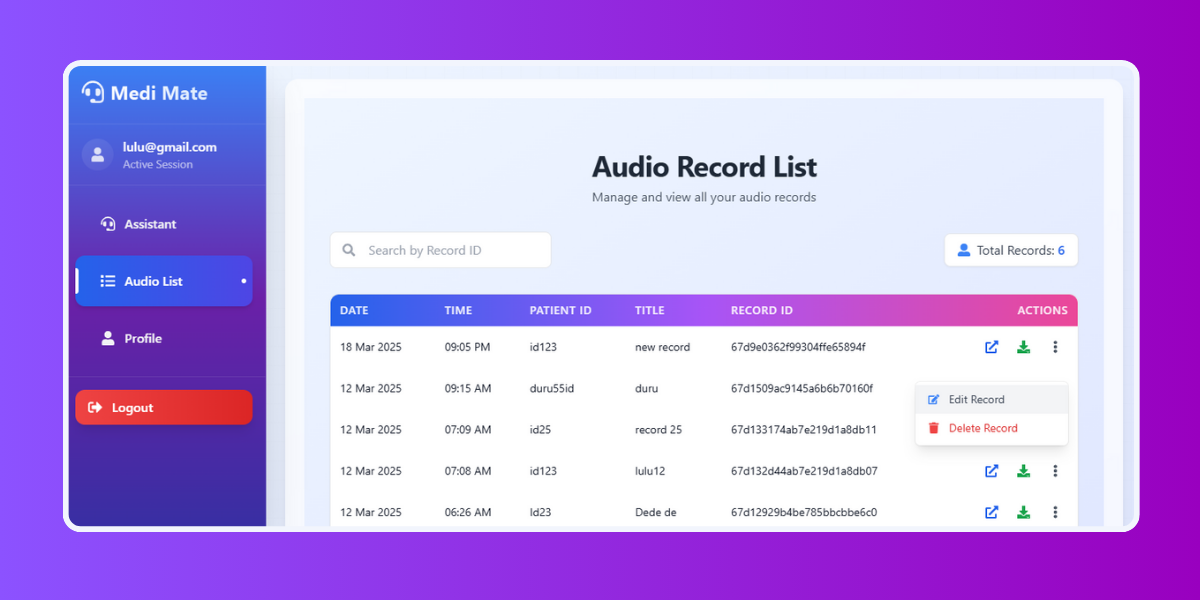 Medi Mate
lulu@gmail.com
Active Session
Assistant
Audio List
Profile
Logout
Audio Record List
Manage and view all your audio records
Search by Record ID
Total Records: 6
DATE TIME PATIENT ID TITLE RECORD ID ACTIONS
18 Mar 2025 09:05 PM id123 new record 67d9e0362f99304ffe65894f
12 Mar 2025 09:15 AM duru55id duru 67d1509ac9145a6b6b70160f
Edit Record
12 Mar 2025 07:09 AM id25 record 25 67d133174ab7e219d1a8db11
Delete Record
12 Mar 2025 07:08 AM id123 lulu12 67d132d44ab7e219d1a8db07
12 Mar 2025 06:26 AM Id23 Dede de 67d12929b4be785bbcbbe6c0